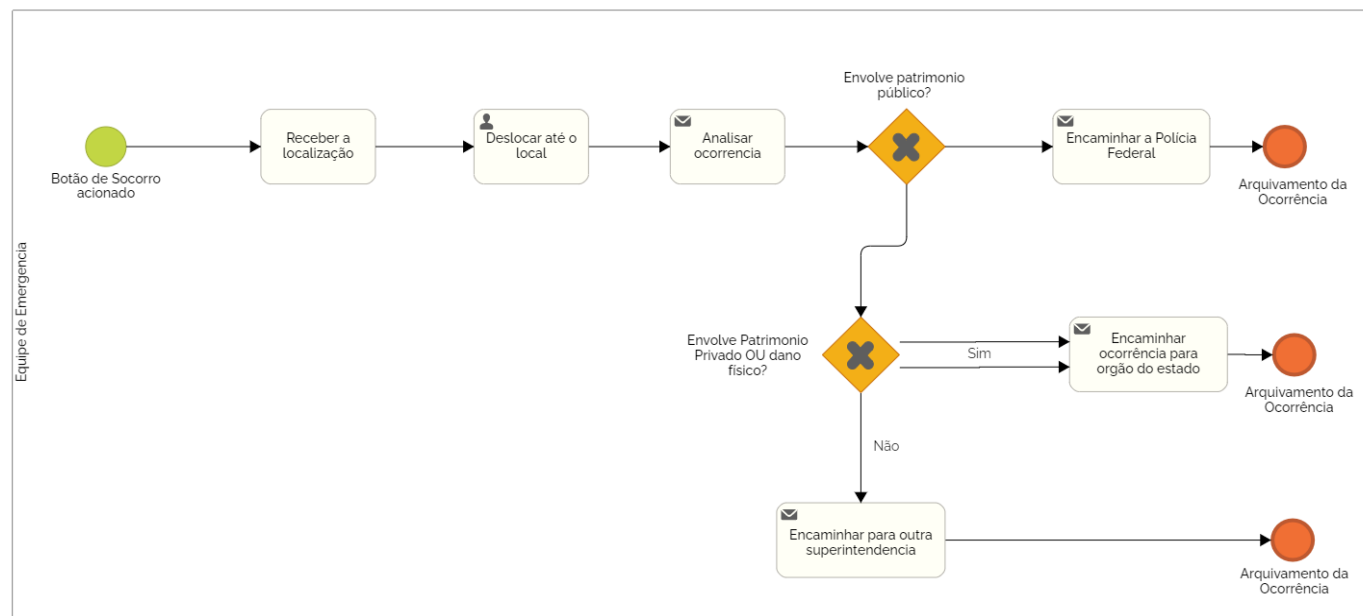 Equipe de Emergencia
Botão de Socorro
acionado
Receber a
localização
Deslocar até o
local
Analisar
ocorrencia
Envolve patrimonio
público?
Encaminhar a Polícia
Federal
Arquivamento da
Ocorrência
Envolve Patrimonio
Privado OU dano
físico?
Sim
Encaminhar
ocorrência para
orgão do estado
Arquivamento da
Ocorrência
Não
Encaminhar para outra
superintendencia
Arquivamento da
Ocorrência